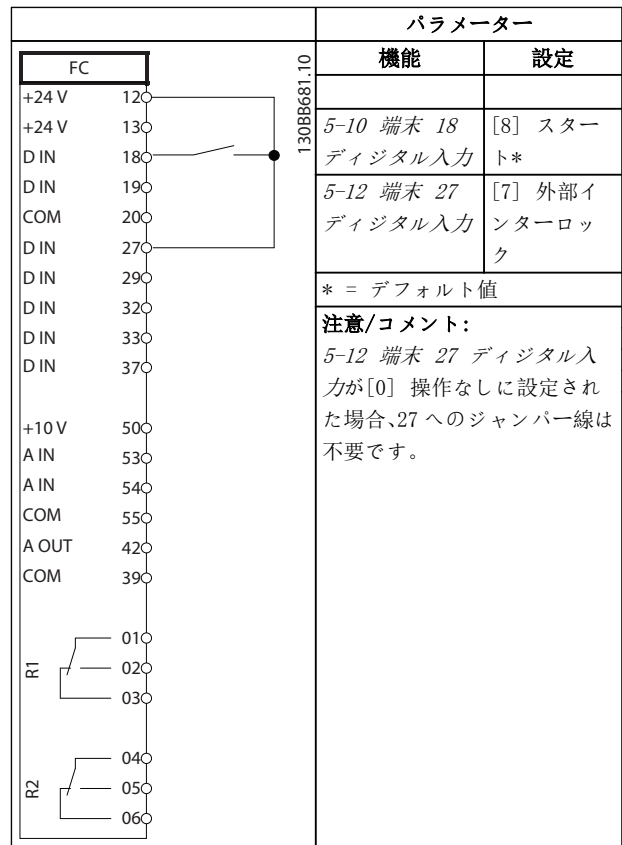 FC
+24 V 12
+24 V 13
D IN 18
D IN 19
COM 20
D IN 27
D IN 29
D IN 32
D IN 33
D IN 37
+10 V 50
A IN 53
A IN 54
COM 55
A OUT 42
COM 39
R1
01
02
03
R2
04
05
06
130BB681.10
パラメーター
機能 設定
5-10 端末 18
ディジタル入力
[8] スター
ト*
5-12 端末 27
ディジタル入力
[7] 外部イ
ンターロッ
ク
* = デフォルト値
注意/コメント:
5-12 端末 27 ディジタル入
力が[0] 操作なしに設定され
た場合、27 へのジャンパー線は
不要です。